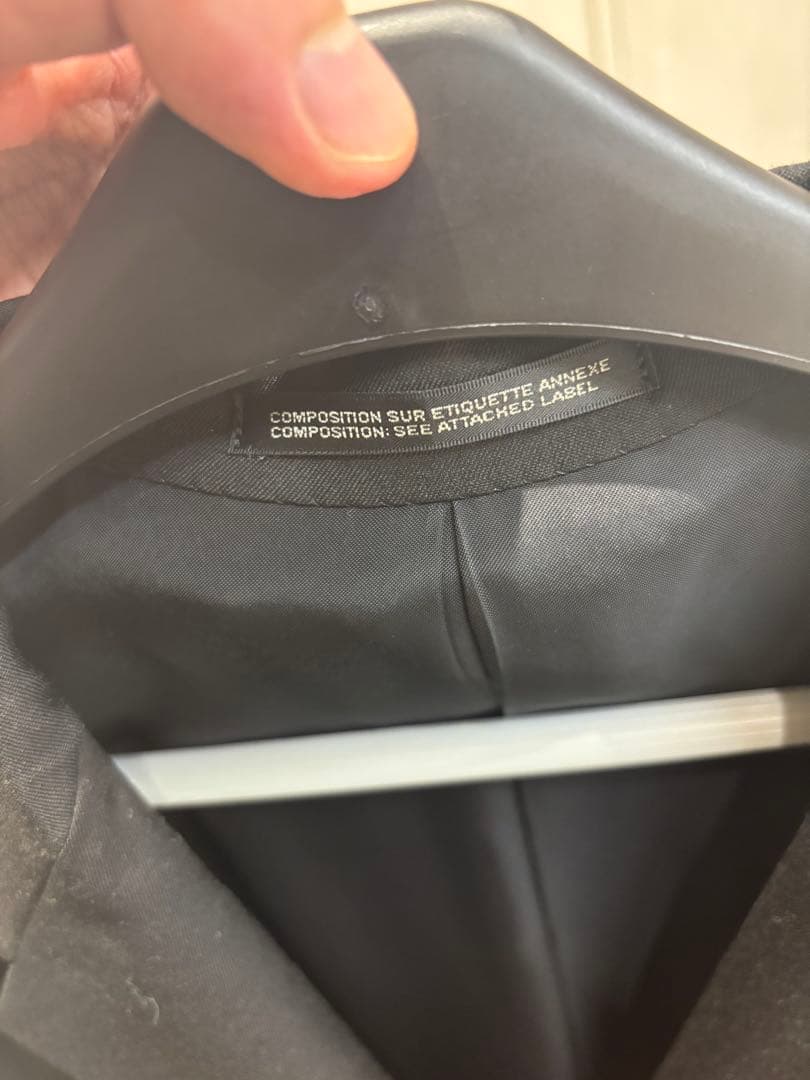 COMPOSITION SUR ETIQUETTE ANNEXE
COMPOSITION: SEE ATTACHED LABEL